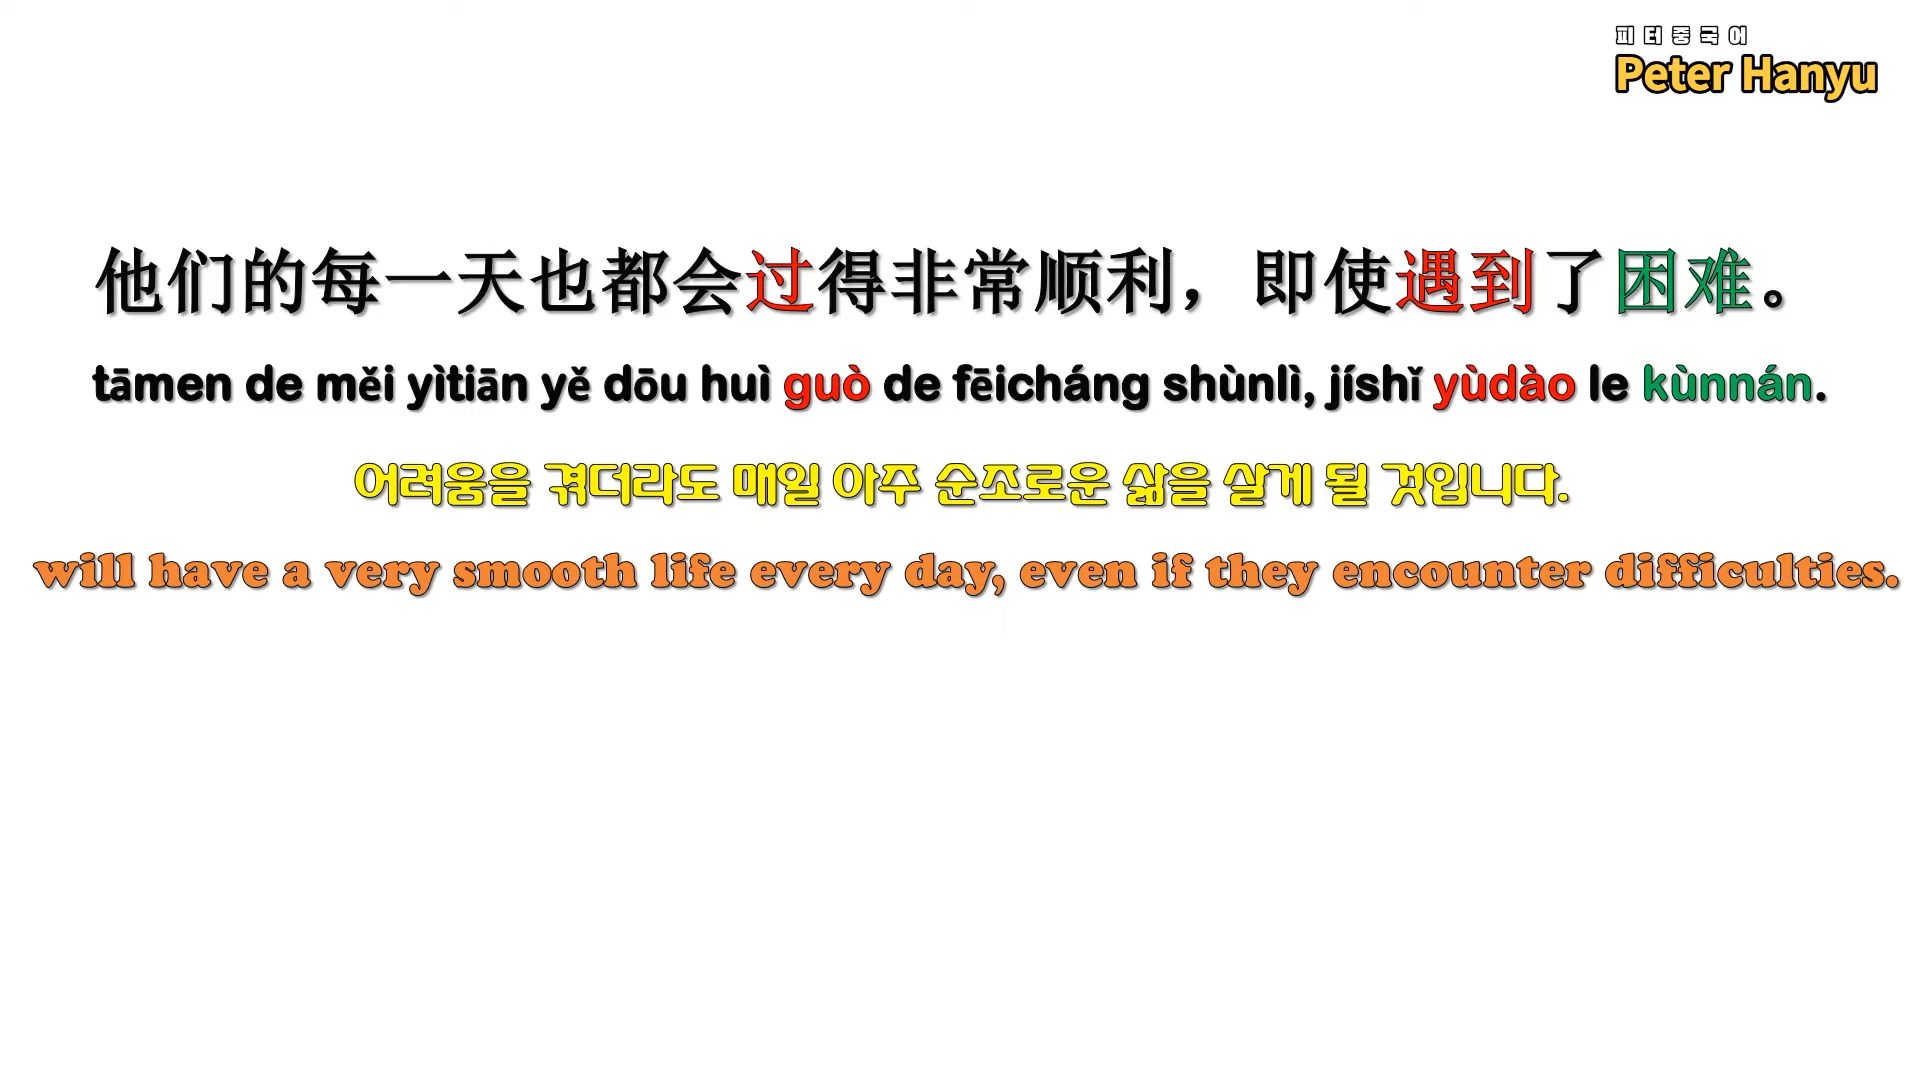 피터중국어
Peter Hanyu
他们的每一天也都会过得非常顺利，即使遇到了困难。
tāmen de měi yìtiān yě dōu huì guò de fēicháng shùnlì, jíshǐ yùdào le kùnnán.
어려움을 겪더라도 매일 아주 순조로운 삶을 살게 될 것입니다.
will have a very smooth life every day, even if they encounter difficulties.